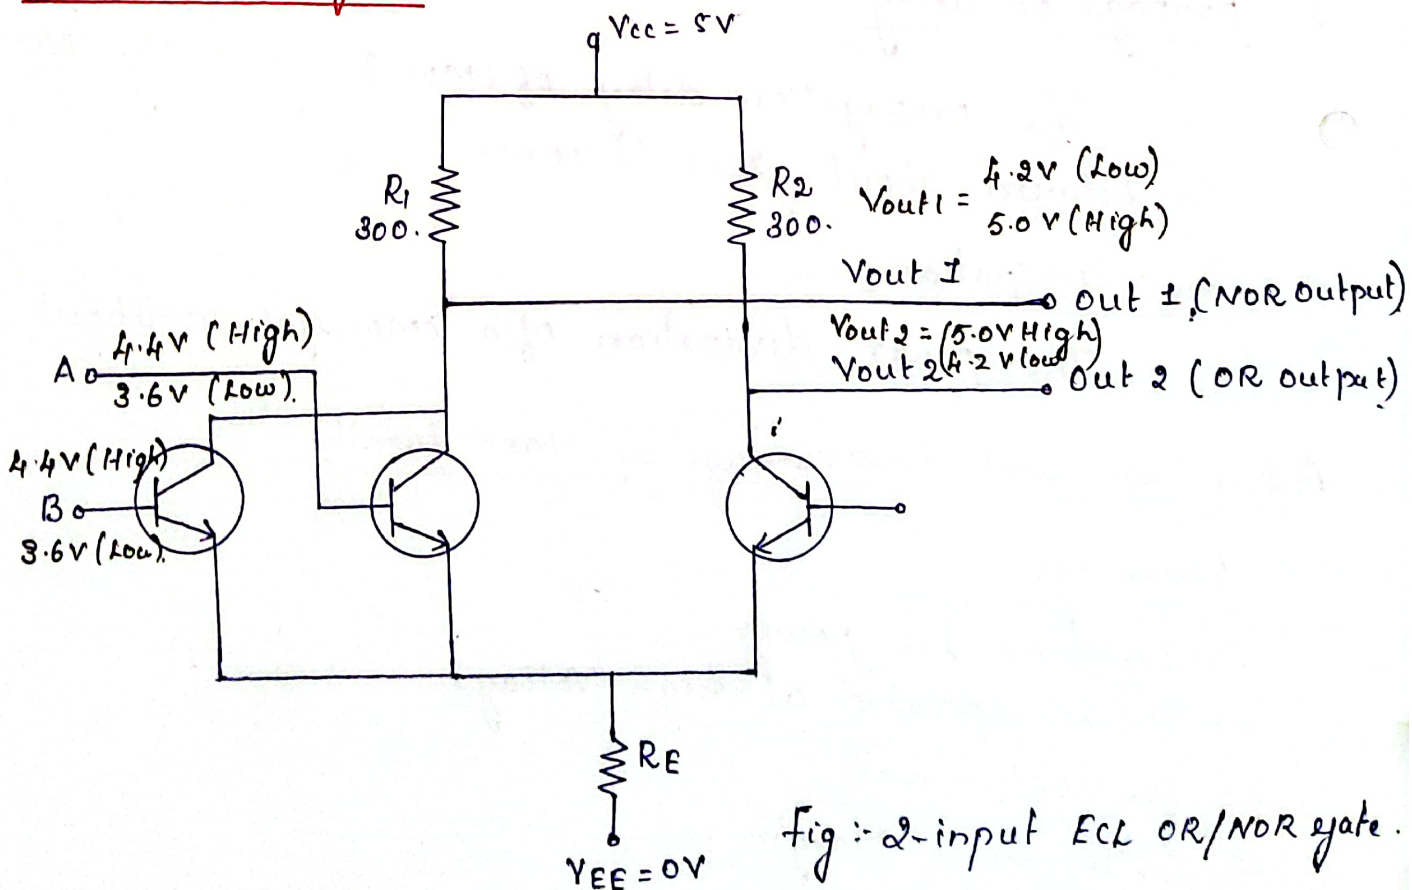 Vcc = 5V
R1
300.
R2
300.
Vout1 =
4.2V (Low)
5.0 V (High)
Vout 1
Out 1 (NOR Output)
Vout 2 = (5.0V High)
Vout 2 (4.2 V low
Out 2 (OR output)
A
4.4V (High)
3.6V (Low).
4.4V (High)
B
3.6V (Low).
RE
VEE = 0V
Fig :- 2-input ECL OR/NOR gate.